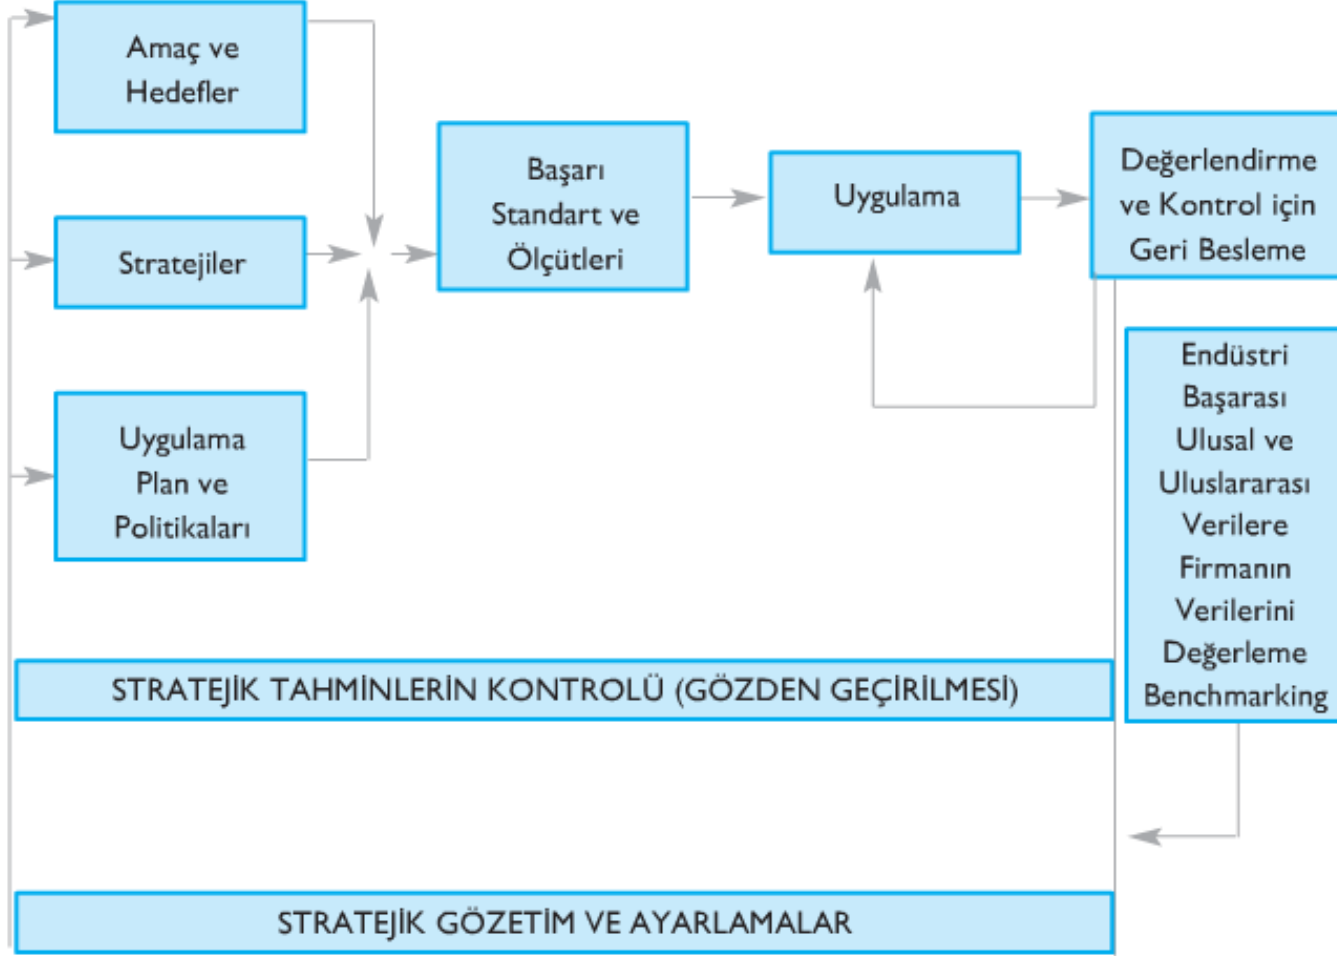 Amaç ve
Hedefler
Stratejiler
Uygulama
Plan ve
Politikaları
Başarı
Standart ve
Ölçütleri
Uygulama
Değerlendirme
ve Kontrol için
Geri Besleme
Endüstri
Başarası
Ulusal ve
Uluslararası
Verilere
Firmanın
Verilerini
Değerleme
Benchmarking
STRATEJİK TAHMİNLERİN KONTROLÜ (GÖZDEN GEÇİRİLMESİ)
STRATEJİK GÖZETİM VE AYARLAMALAR